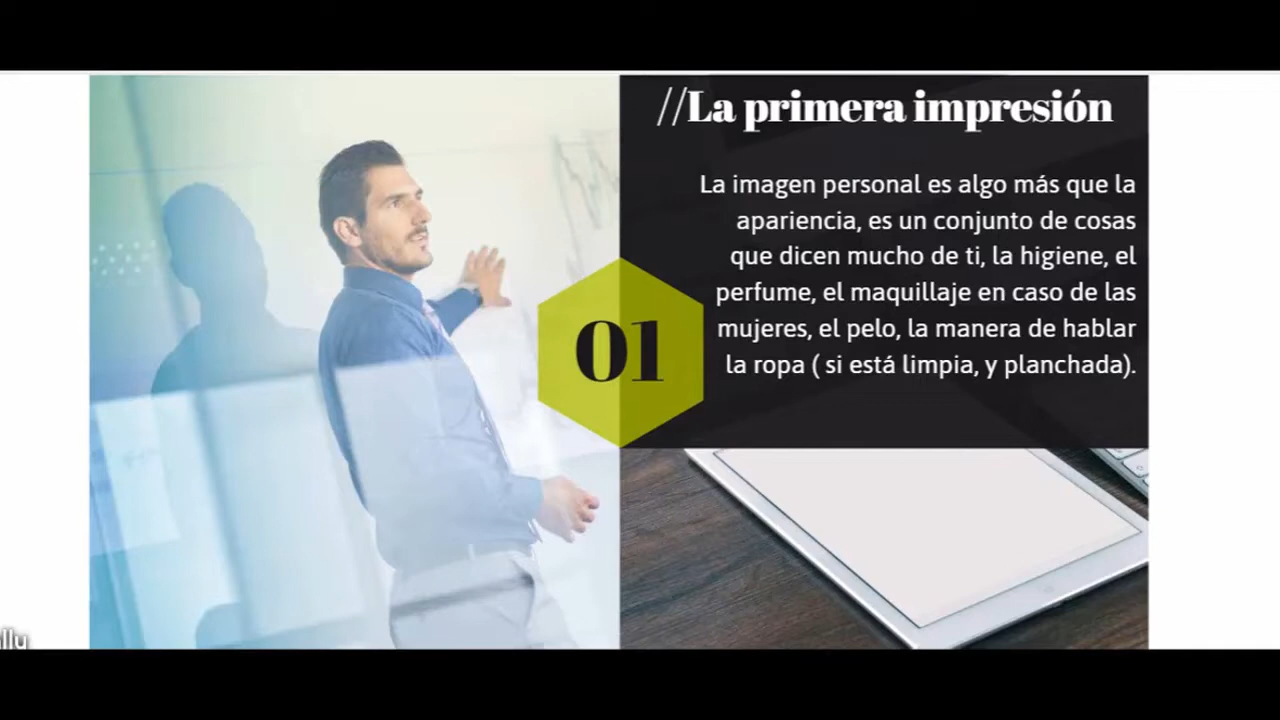 //La primera impresión
La imagen personal es algo más que la
apariencia, es un conjunto de cosas
que dicen mucho de ti, la higiene, el
perfume, el maquillaje en caso de las
mujeres, el pelo, la manera de hablar
la ropa ( si está limpia, y planchada).
01